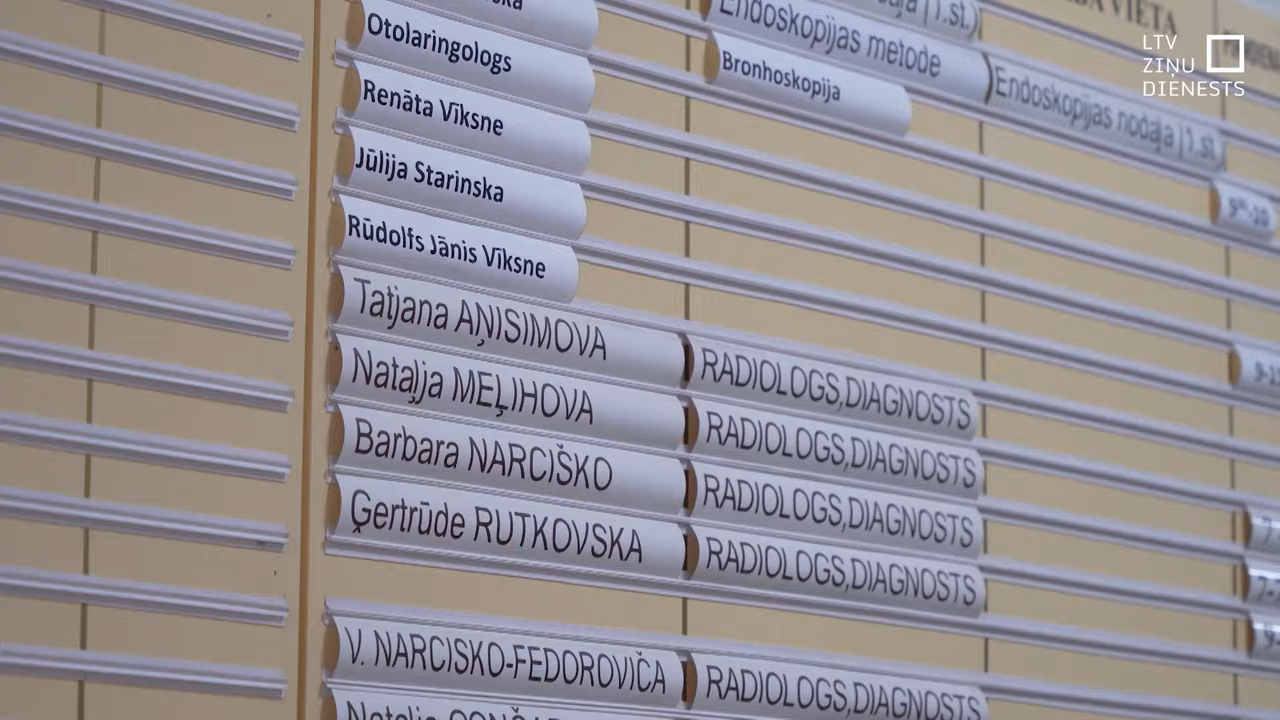 Otolaringologs
Renāta Vīksne
Jūlija Starinska
Rūdolfs Jānis Vīksne
Tatjana AŅISIMOVA RADIOLOGS,DIAGNOSTS
Nataļja MEĻIHOVA RADIOLOGS,DIAGNOSTS
Barbara NARCIŠKO RADIOLOGS,DIAGNOSTS
Ģertrūde RUTKOVSKA RADIOLOGS,DIAGNOSTS
V. NARCISKO-FEDOROVIČA RADIOLOGS,DIAGNOSTS
Endoskopijas metode
Bronhoskopija
Endoskopijas nodaļa (1.st.)
VIETA
LTV
ZIŅU
DIENESTS